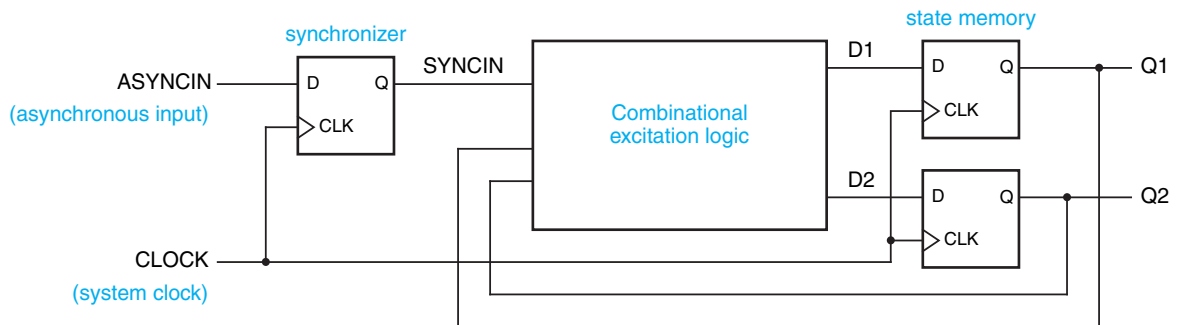 synchronizer
state memory
ASYNCIN
(asynchronous input)
D Q
CLK
SYNCIN
Combinational
excitation logic
D1
D Q
CLK
Q1
D2
D Q
CLK
Q2
CLOCK
(system clock)